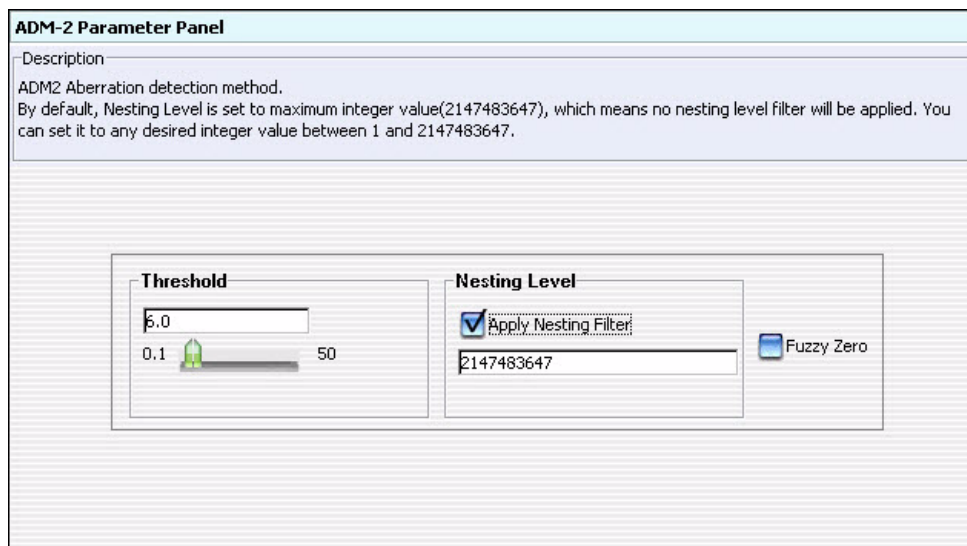 ADM-2 Parameter Panel
Description
ADM2 Aberration detection method.
By default, Nesting Level is set to maximum integer value(2147483647), which means no nesting level filter will be applied. You
can set it to any desired integer value between 1 and 2147483647.
Threshold
6.0
0.1 50
Nesting Level
Apply Nesting Filter
2147483647
Fuzzy Zero